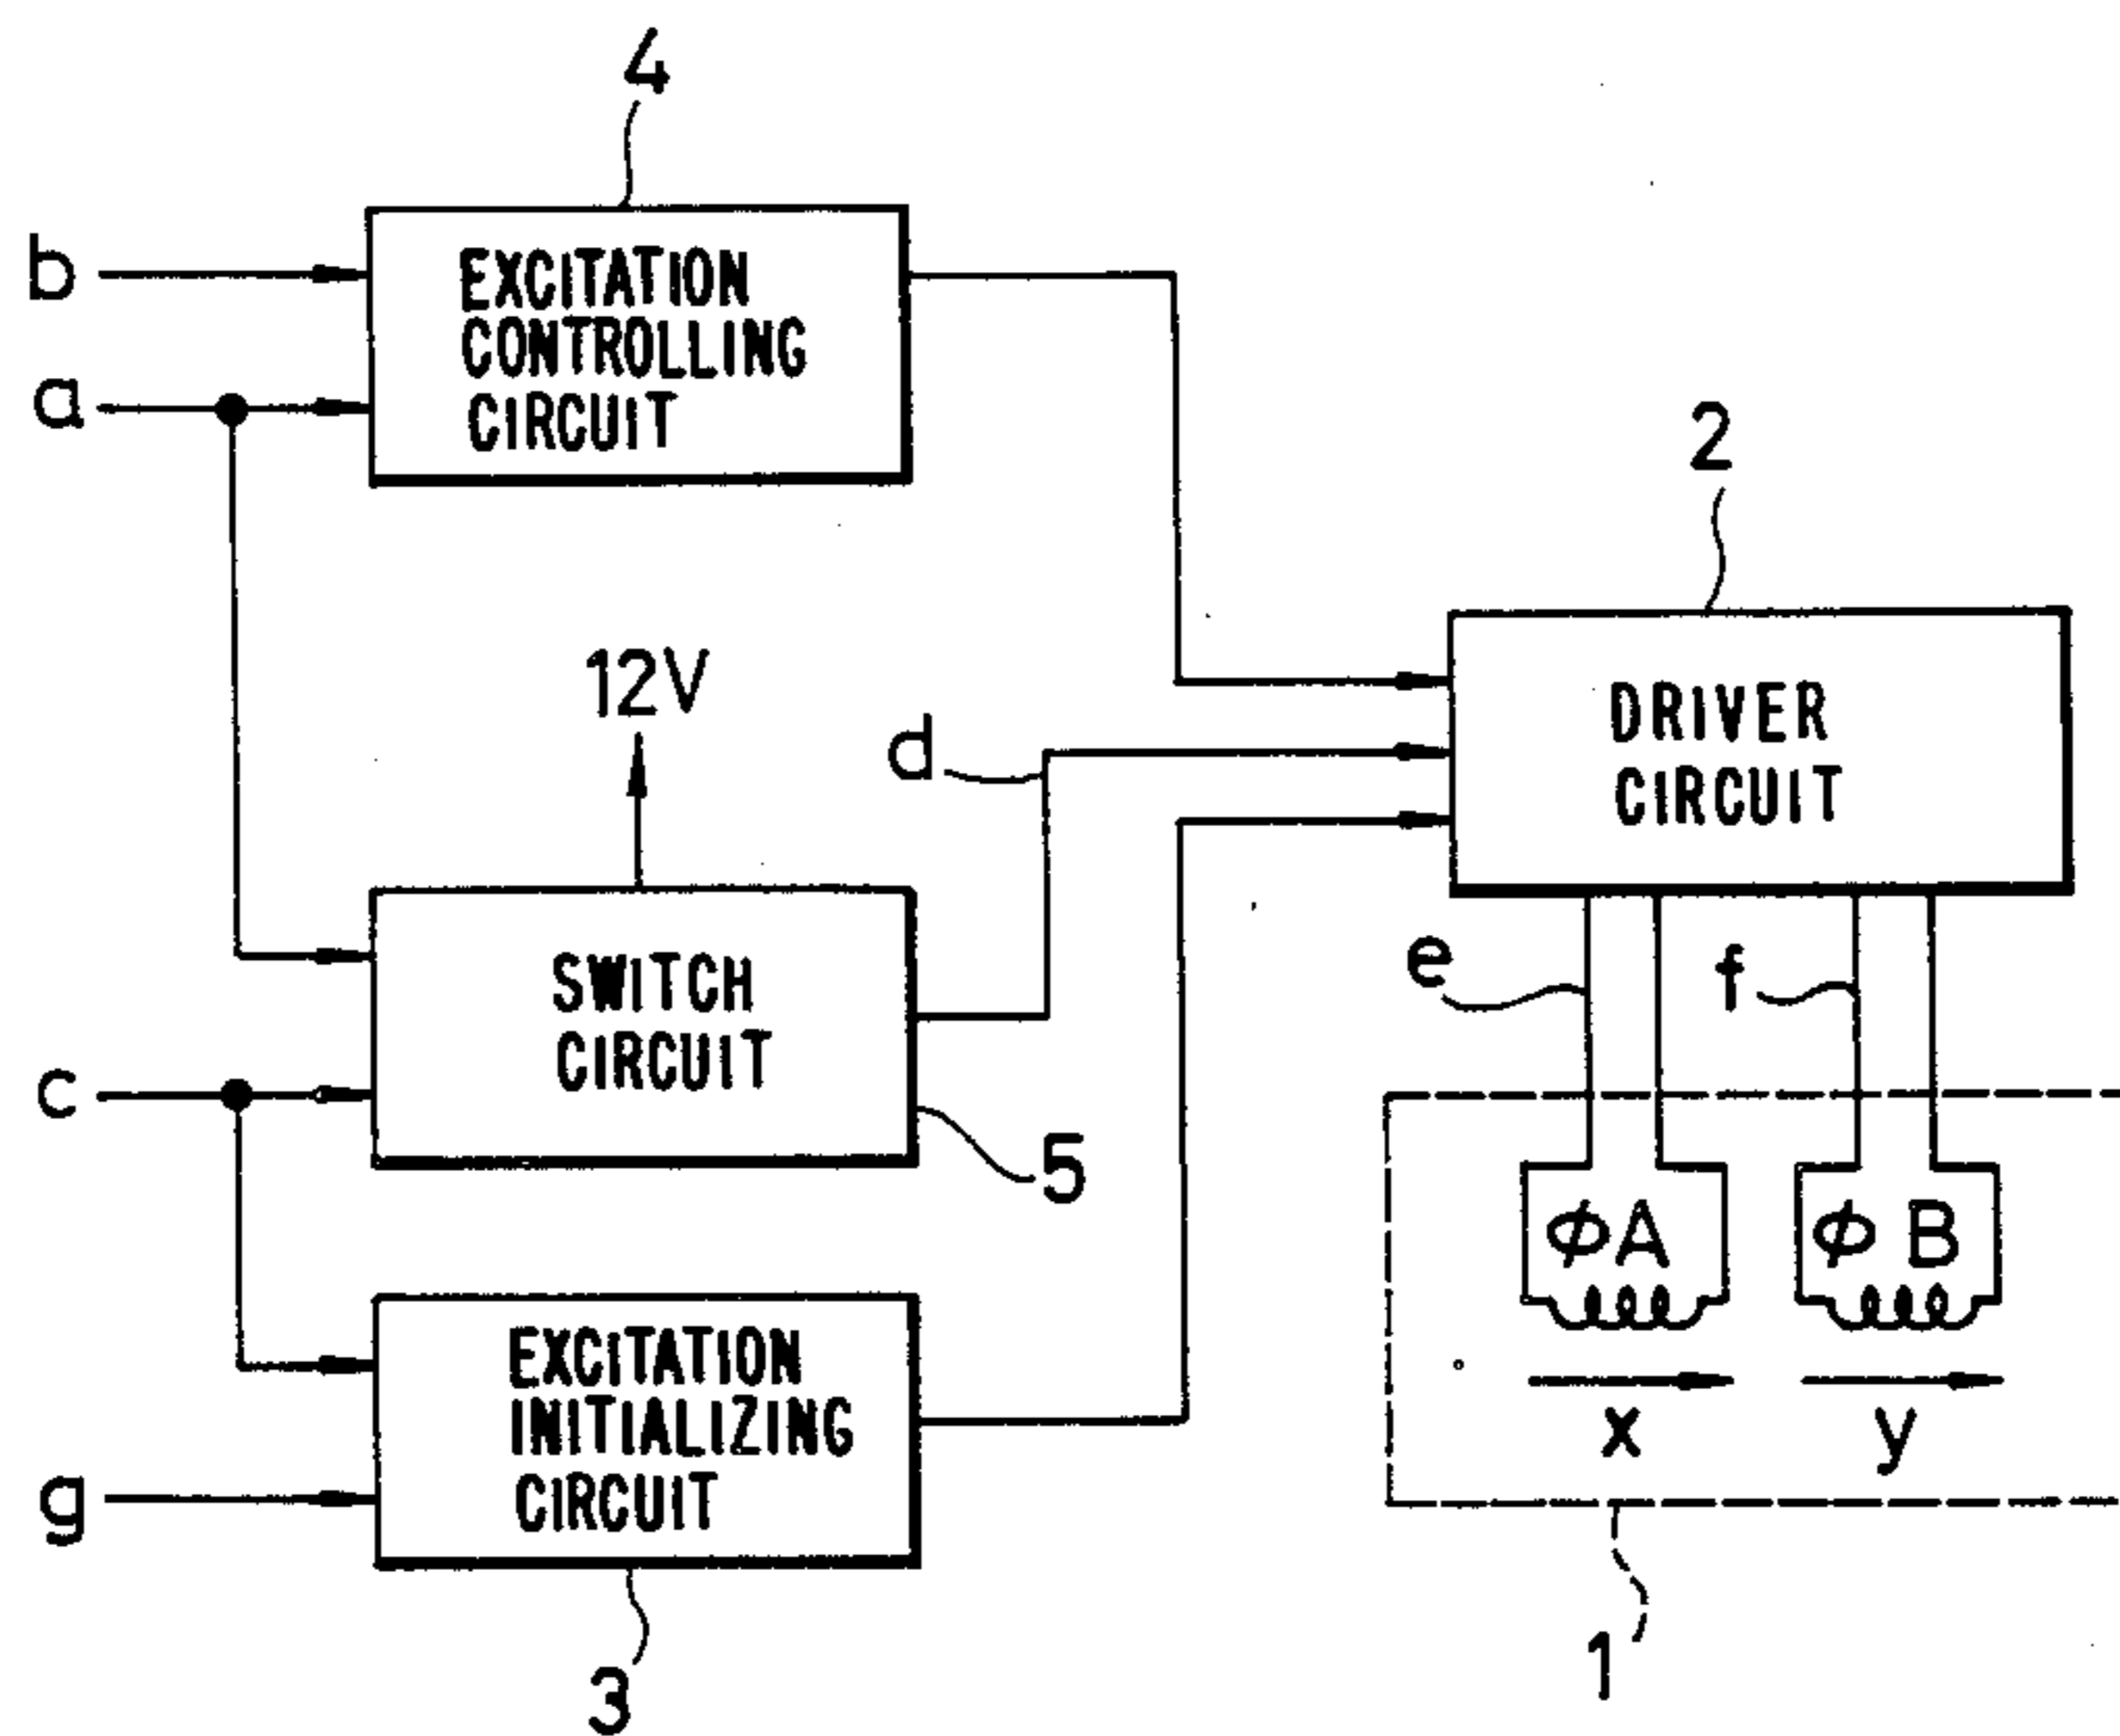 4
b
EXCITATION
CONTROLLING
CIRCUIT
a
2
12V
d
DRIVER
CIRCUIT
SWITCH
CIRCUIT
e
f
c
5
ϕA
ϕB
EXCITATION
INITIALIZING
CIRCUIT
x
y
g
1
3